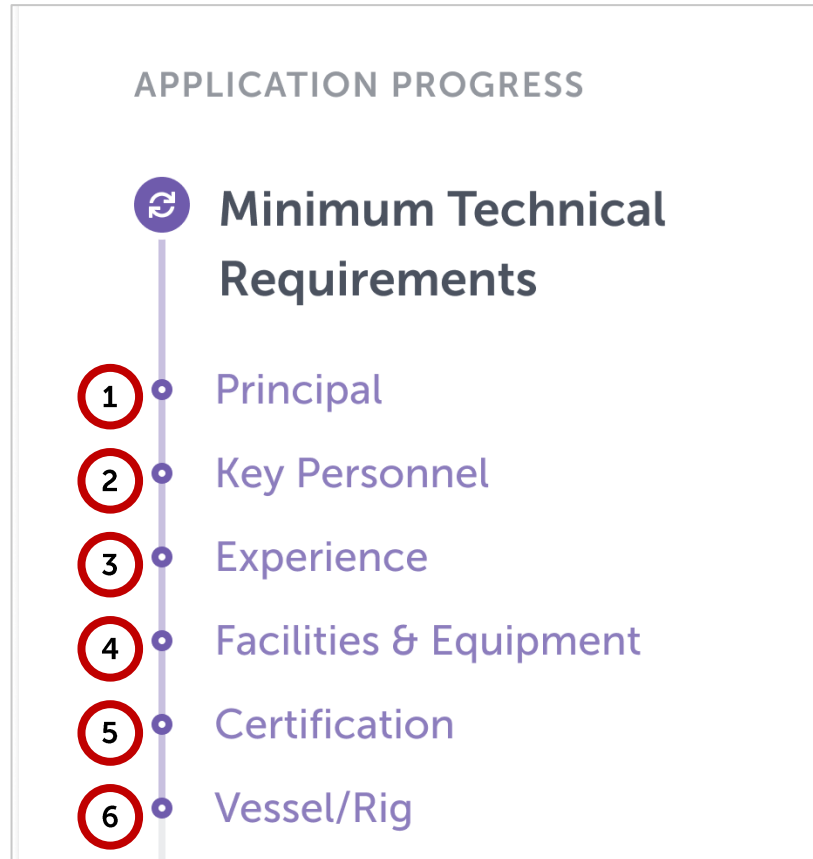 APPLICATION PROGRESS
Minimum Technical
Requirements
1 Principal
2 Key Personnel
3 Experience
4 Facilities & Equipment
5 Certification
6 Vessel/Rig